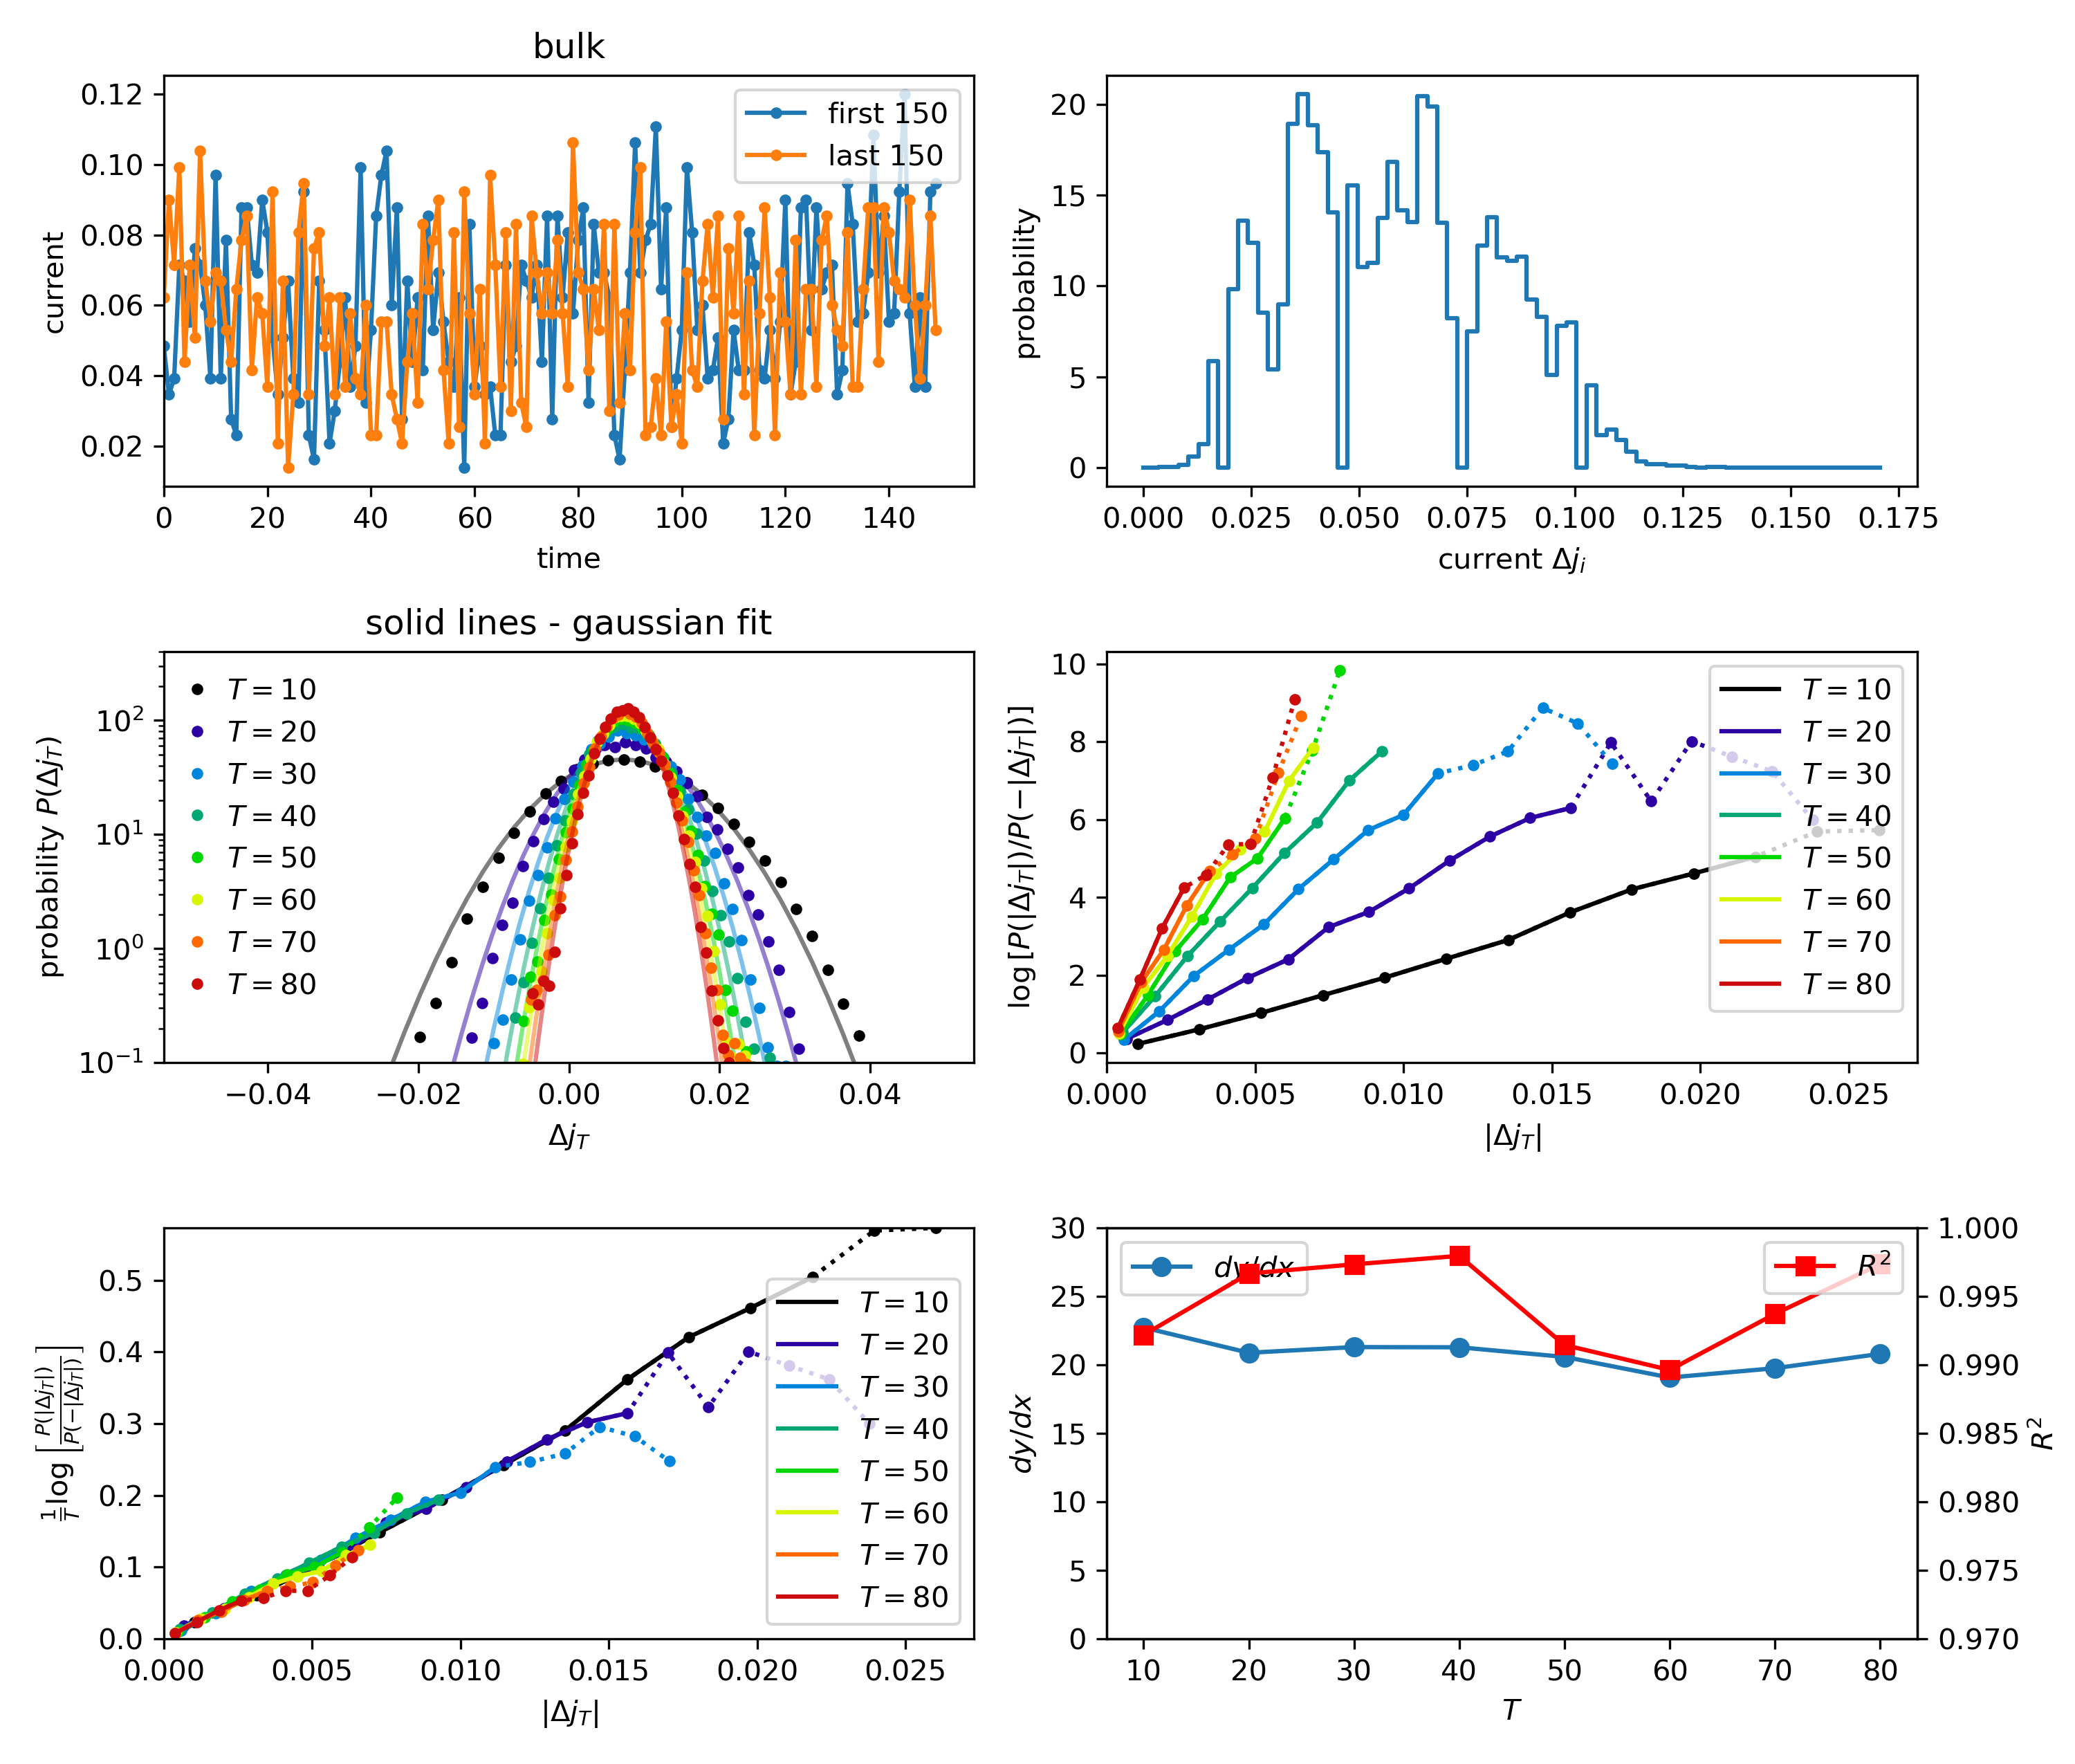 bulk
0.12
0.10
0.08
0.06
0.04
0.02
current
first 150
last 150
0 20 40 60 80 100 120 140
time
20
15
10
5
0
probability
0.000 0.025 0.050 0.075 0.100 0.125 0.150 0.175
current Δj_i
solid lines - gaussian fit
10²
10¹
10⁰
10⁻¹
probability P(Δj_T)
T = 10
T = 20
T = 30
T = 40
T = 50
T = 60
T = 70
T = 80
−0.04 −0.02 0.00 0.02 0.04
Δj_T
10
8
6
4
2
0
log [P(|Δj_T|)/P(−|Δj_T|)]
T = 10
T = 20
T = 30
T = 40
T = 50
T = 60
T = 70
T = 80
0.000 0.005 0.010 0.015 0.020 0.025
|Δj_T|
0.5
0.4
0.3
0.2
0.1
0.0
1/T log [P(|Δj_T|)/P(−|Δj_T|)]
T = 10
T = 20
T = 30
T = 40
T = 50
T = 60
T = 70
T = 80
0.000 0.005 0.010 0.015 0.020 0.025
|Δj_T|
30
25
20
15
10
5
0
dy/dx
dy/dx
R²
1.000
0.995
0.990
0.985
0.980
0.975
0.970
R²
10 20 30 40 50 60 70 80
T